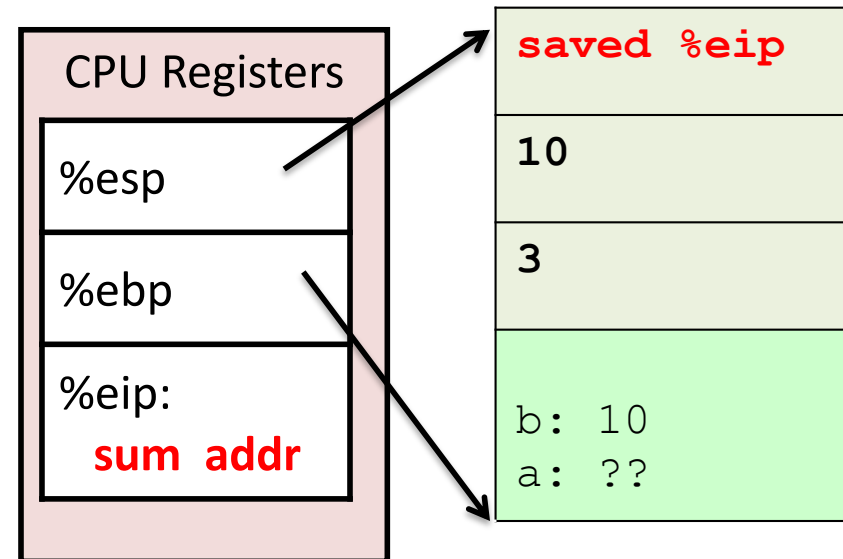 CPU Registers
%esp
%ebp
%eip:
sum addr
saved %eip
10
3
b: 10
a: ??